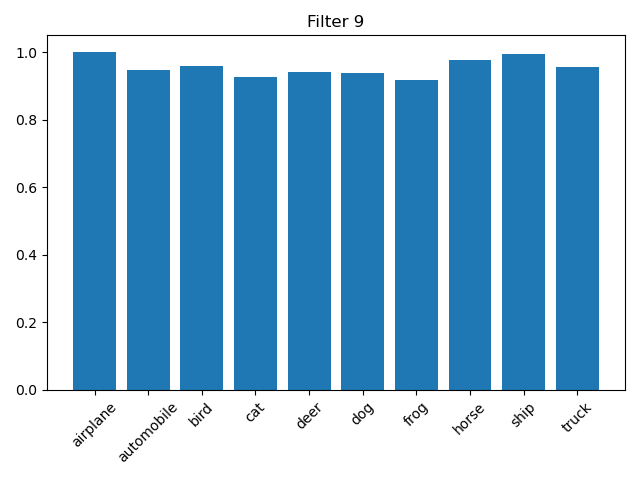 Filter 9
1.0
0.8
0.6
0.4
0.2
0.0
airplane
automobile
bird
cat
deer
dog
frog
horse
ship
truck